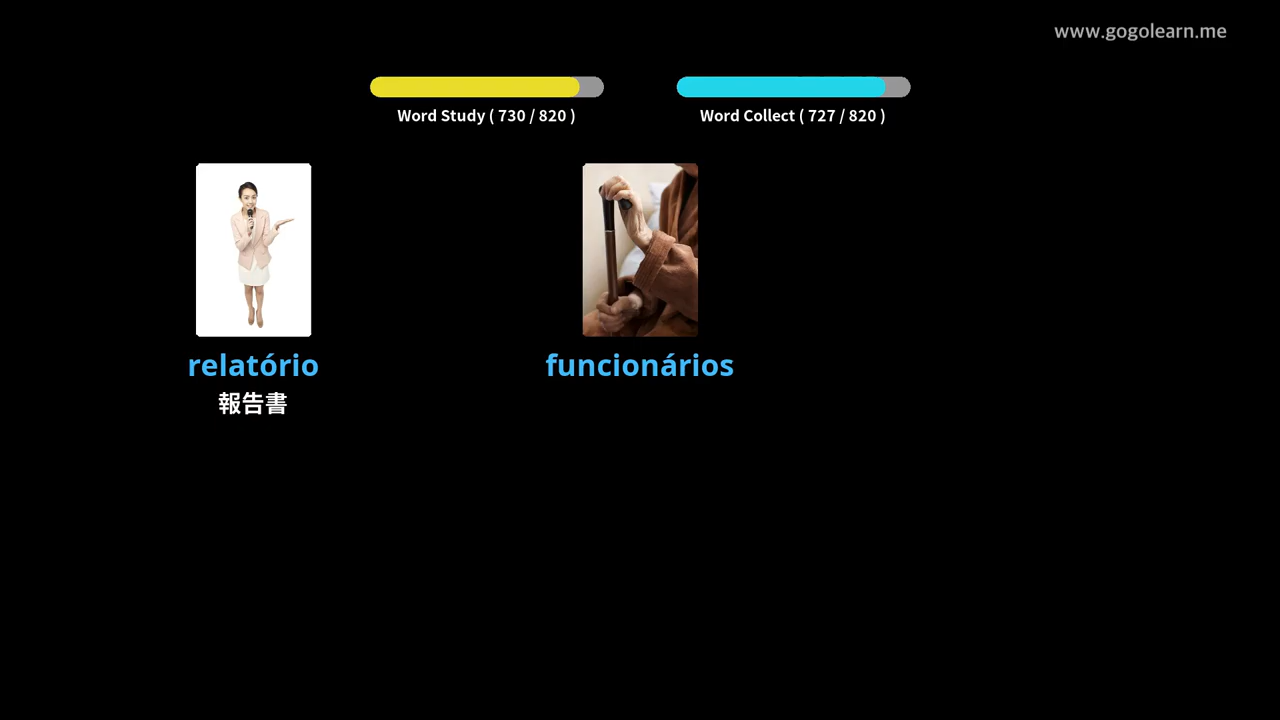 www.gogolearn.me
Word Study ( 730 / 820 )
Word Collect ( 727 / 820 )
relatório
報告書
funcionários